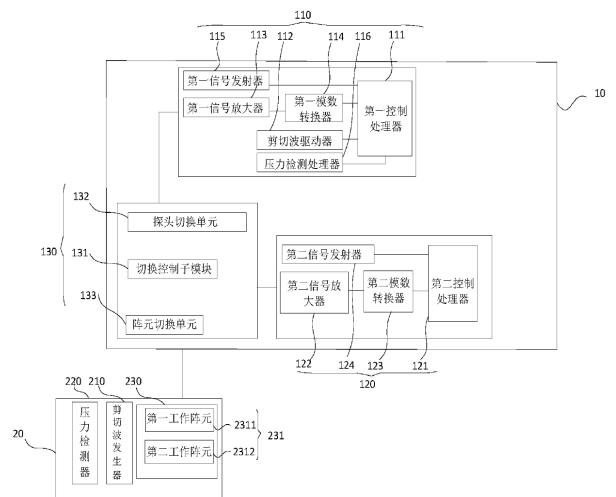 110
115
113
112
114
116
111
第一信号发射器
第一信号放大器
第一模数
转换器
第一控制
处理器
剪切波驱动器
压力检测处理器
10
132
探头切换单元
130
131
切换控制子模块
133
阵元切换单元
第二信号发射器
第二信号放
大器
第二模数
转换器
第二控制
处理器
122
124
123
121
120
220
210
230
20
压力检测器
剪切波发生器
第一工作阵元
2311
第二工作阵元
2312
231